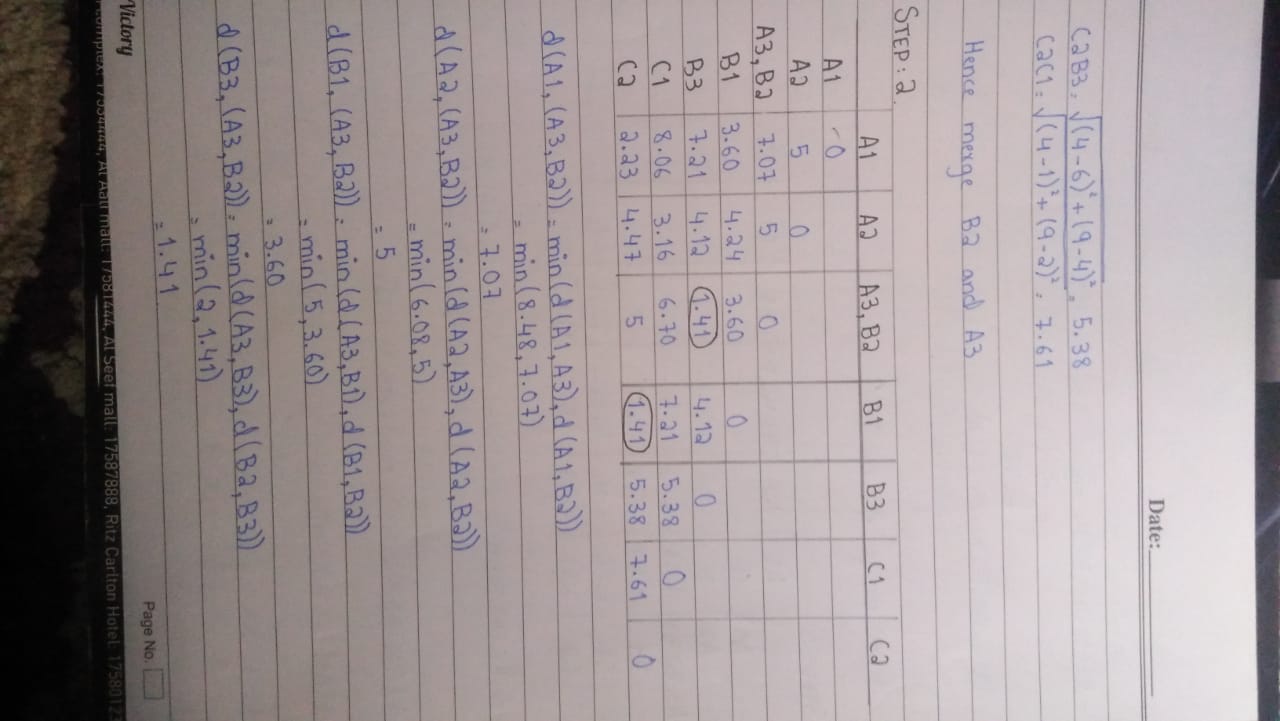 Date:
C2B3 = √(4-6)² + (9-4)² = 5.38
C2C1 = √(4-1)² + (9-2)² = 7.61
Hence merge B2 and A3
STEP: 2
A1 A2 A3, B2 B1 B3 C1 C2
A1 0
A2 5 0
A3, B2 7.07 5 0
B1 3.60 4.24 3.60 0
B3 7.21 4.12 1.41 4.12 0
C1 8.06 3.16 6.70 7.21 5.38 0
C2 2.23 4.47 5 1.41 5.38 7.61 0
d(A1, (A3, B2)) = min(d(A1, A3), d(A1, B2))
= min(8.48, 7.07)
= 7.07
d(A2, (A3, B2)) = min(d(A2, A3), d(A2, B2))
= min(6.08, 5)
= 5
d(B1, (A3, B2)) = min(d(A3, B1), d(B1, B2))
= min(5, 3.60)
= 3.60
d(B3, (A3, B2)) = min(d(A3, B3), d(B2, B3))
= min(2, 1.41)
= 1.41
Page No.
Victory
17581444, Al Seef mall: 17587888, Ritz Carlton Hotel: 1758012